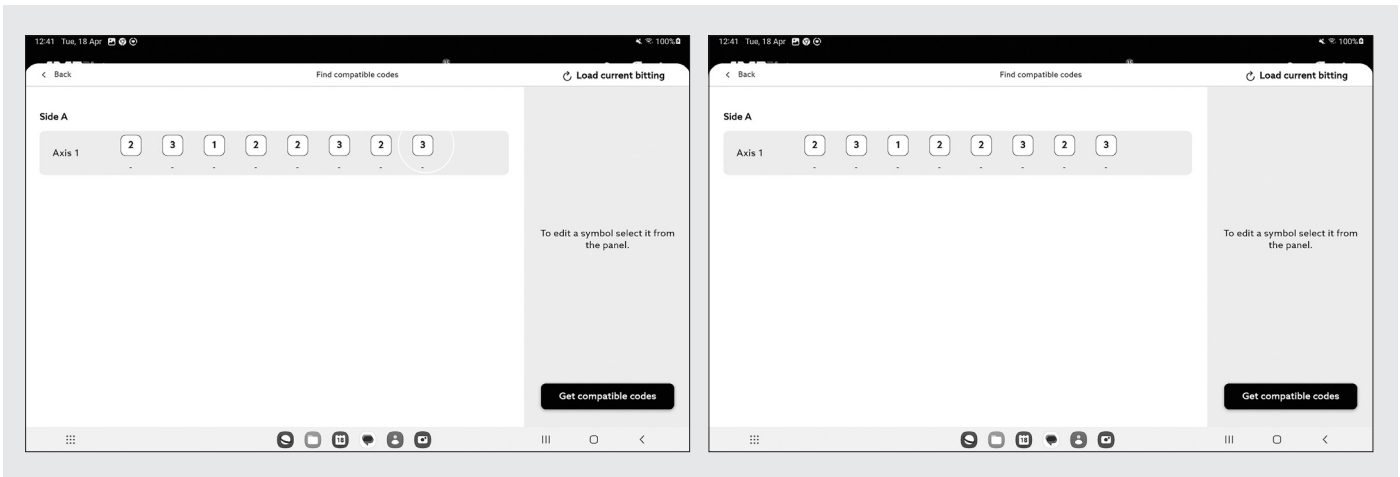 12:41 Tue, 18 Apr
100%
< Back
Find compatible codes
Load current bitting
Side A
Axis 1
2 3 1 2 2 3 2 3
- - - - - - - -
To edit a symbol select it from
the panel.
Get compatible codes
18
12:41 Tue, 18 Apr
100%
< Back
Find compatible codes
Load current bitting
Side A
Axis 1
2 3 1 2 2 3 2 3
- - - - - - - -
To edit a symbol select it from
the panel.
Get compatible codes
18